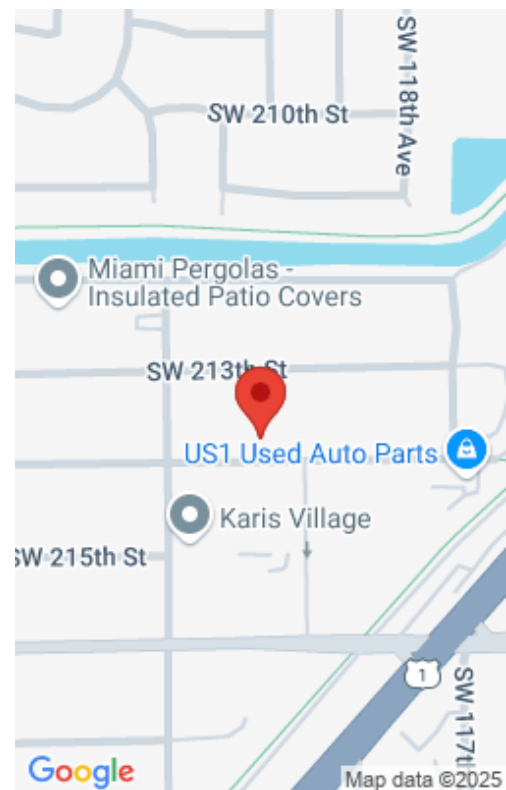 SW 118th Ave
SW 210th St
Miami Pergolas -
Insulated Patio Covers
SW 213th St
US1 Used Auto Parts
Karis Village
SW 215th St
1
SW 117th
Google
Map data ©2025